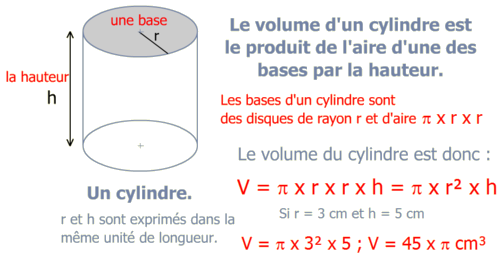 une base
r
la hauteur
h
Un cylindre.
r et h sont exprimés dans la
même unité de longueur.
Le volume d'un cylindre est
le produit de l'aire d'une des
bases par la hauteur.
Les bases d'un cylindre sont
des disques de rayon r et d'aire π x r x r
Le volume du cylindre est donc :
V = π x r x r x h = π x r² x h
Si r = 3 cm et h = 5 cm
V = π x 3² x 5 ; V = 45 x π cm³